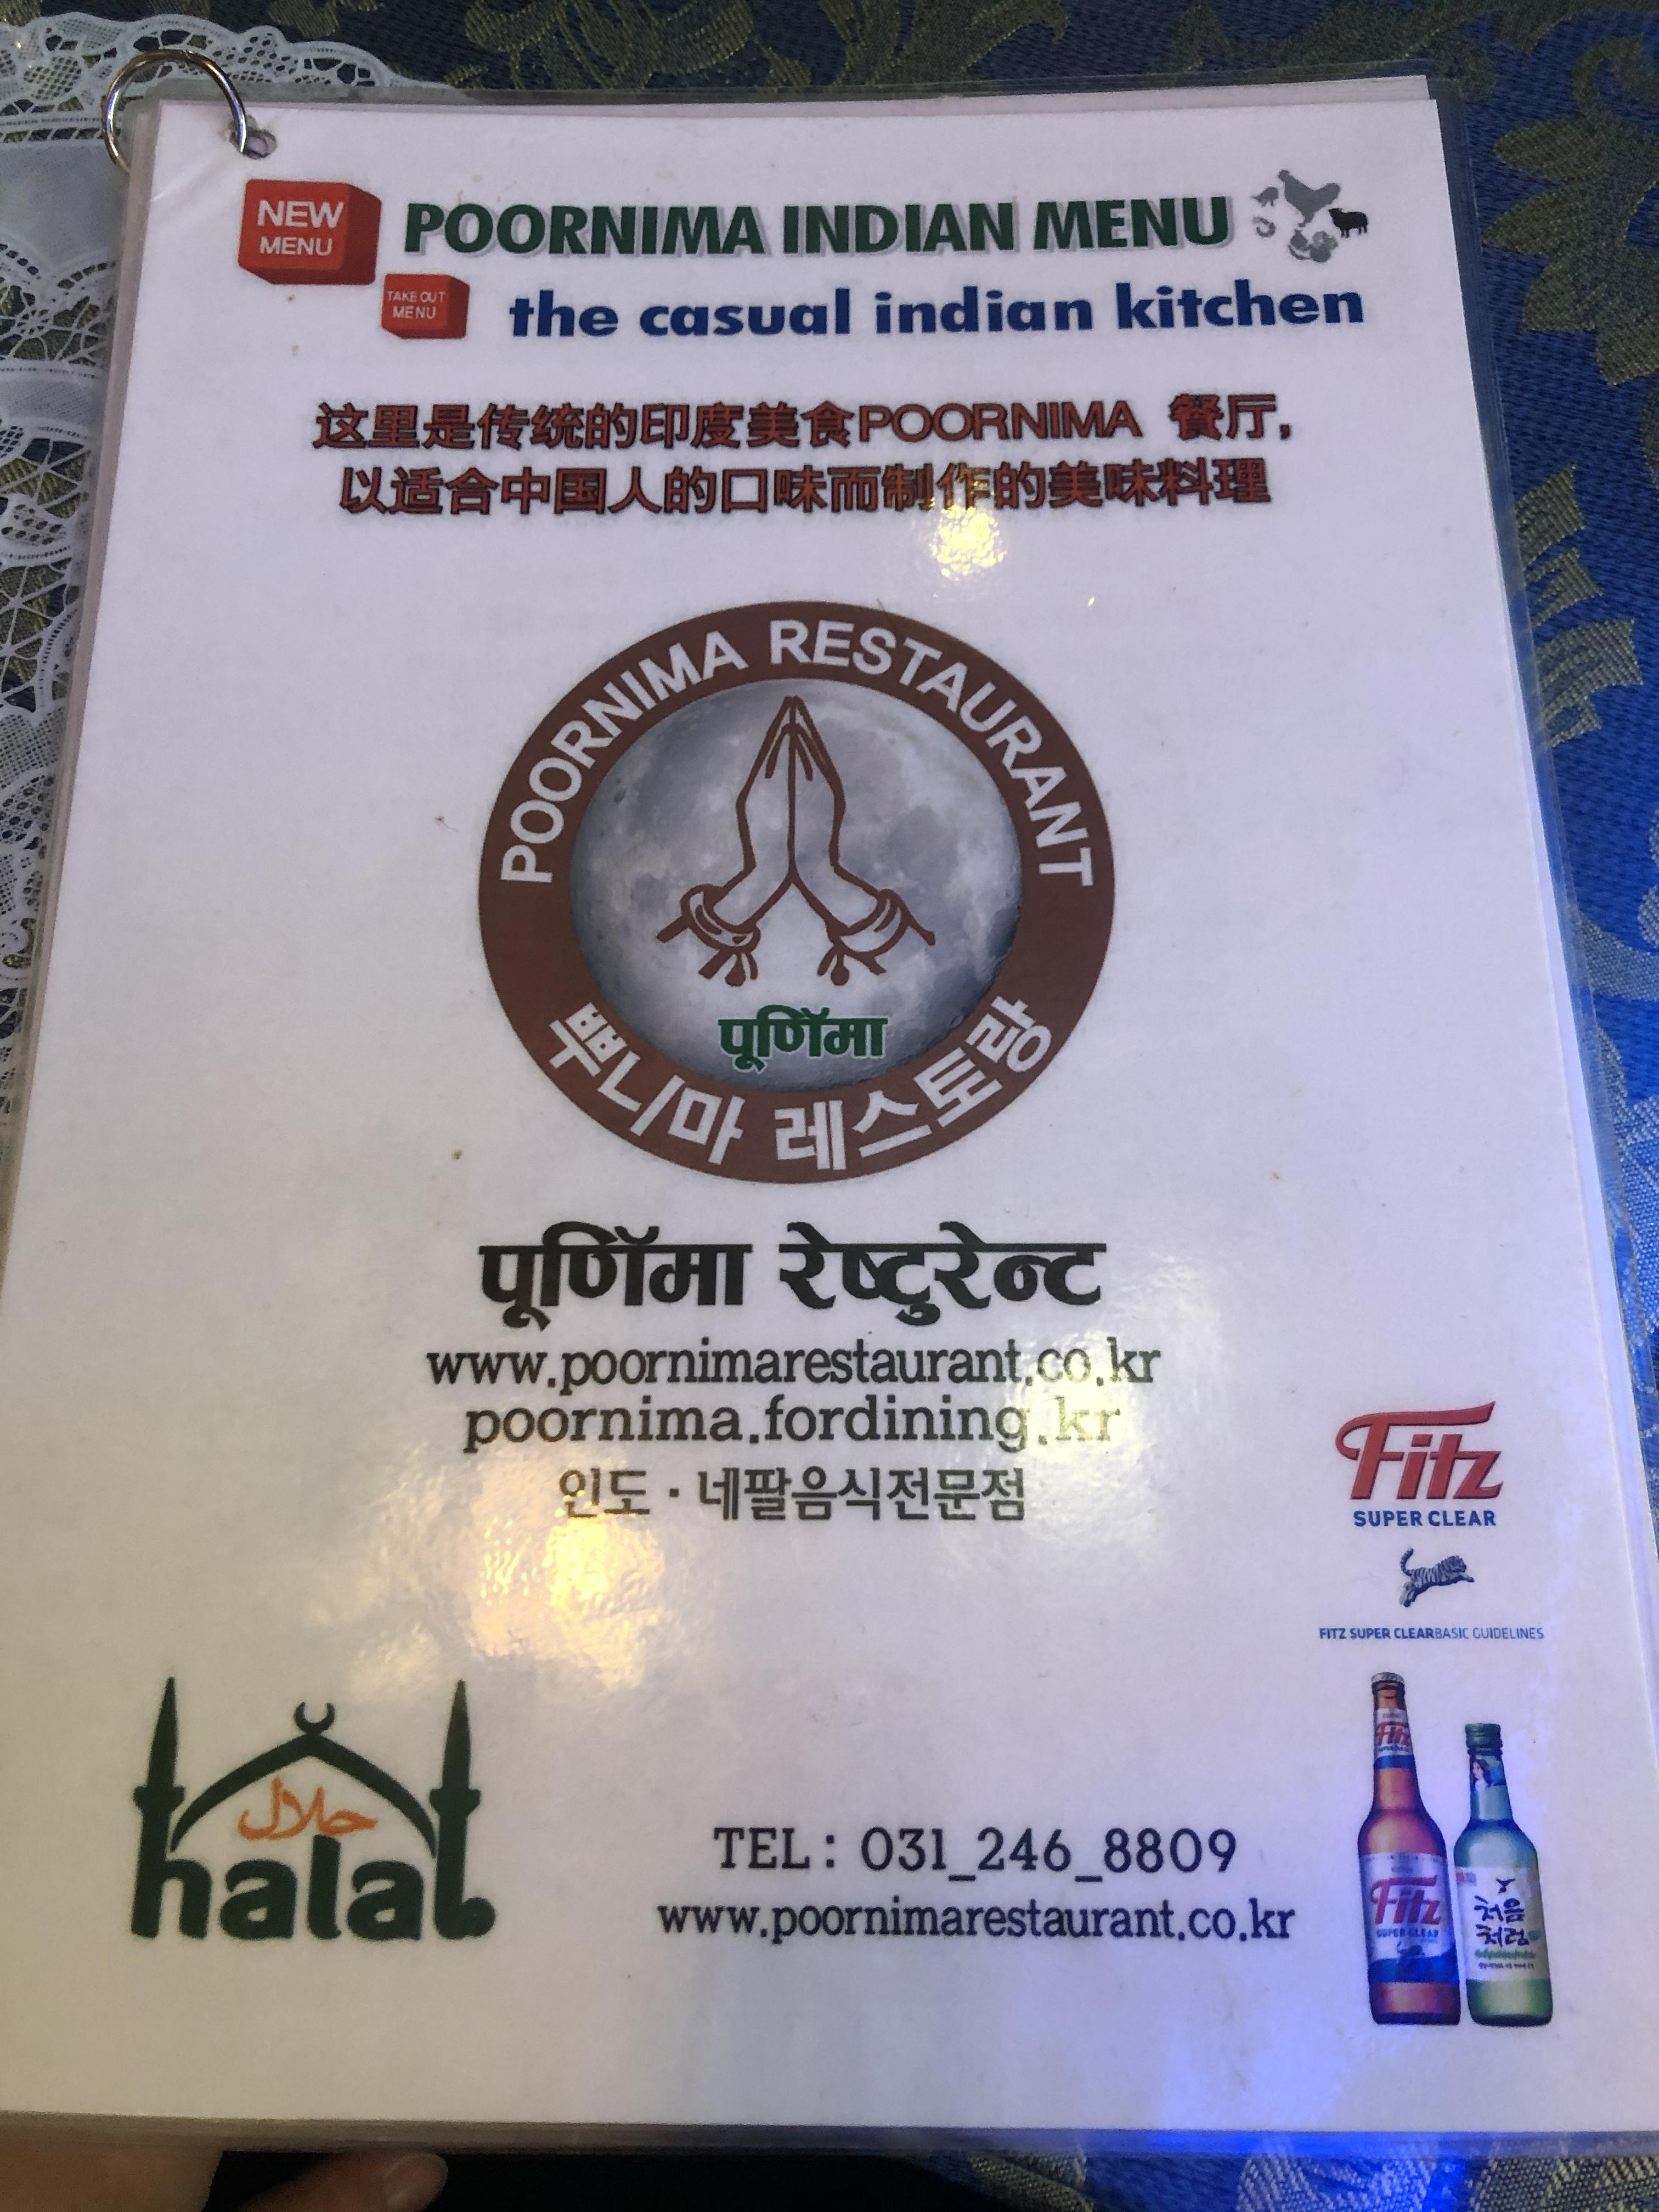 NEW
MENU
POORNIMA INDIAN MENU
TAKE OUT
MENU
the casual indian kitchen
这里是传统的印度美食POORNIMA 餐厅,
以适合中国人的口味而制作的美味料理
POORNIMA RESTAURANT
पूर्णिमा
뿌니마 레스토랑
पूर्णिमा रेष्टुरेन्ट
www.poornimarestaurant.co.kr
poornima.fordining.kr
인도·네팔음식전문점
Fitz
SUPER CLEAR
FITZ SUPER CLEARBASIC GUIDELINES
حلال
halal
TEL: 031_246_8809
www.poornimarestaurant.co.kr
Fitz
Fitz
SUPER CLEAR
처음
처럼